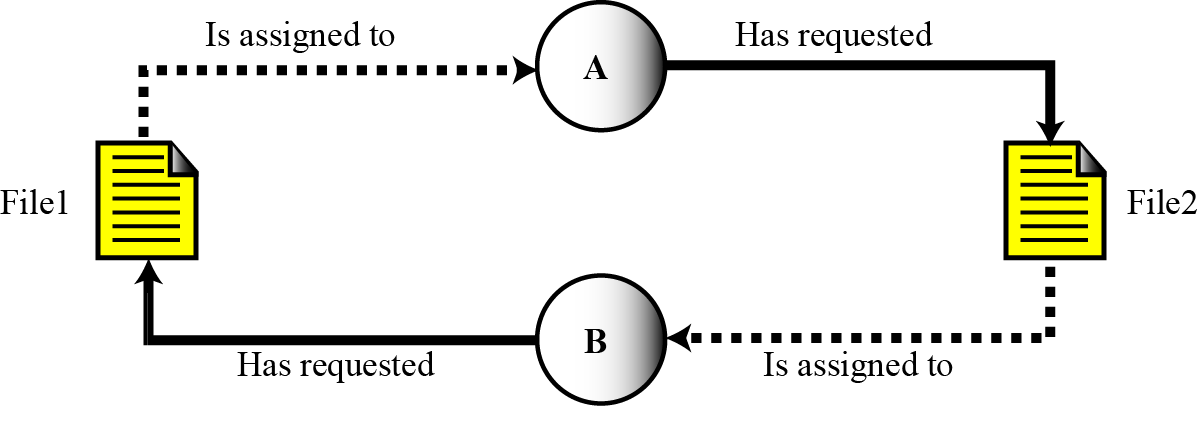 Is assigned to
Has requested
A
File1
File2
B
Has requested
Is assigned to